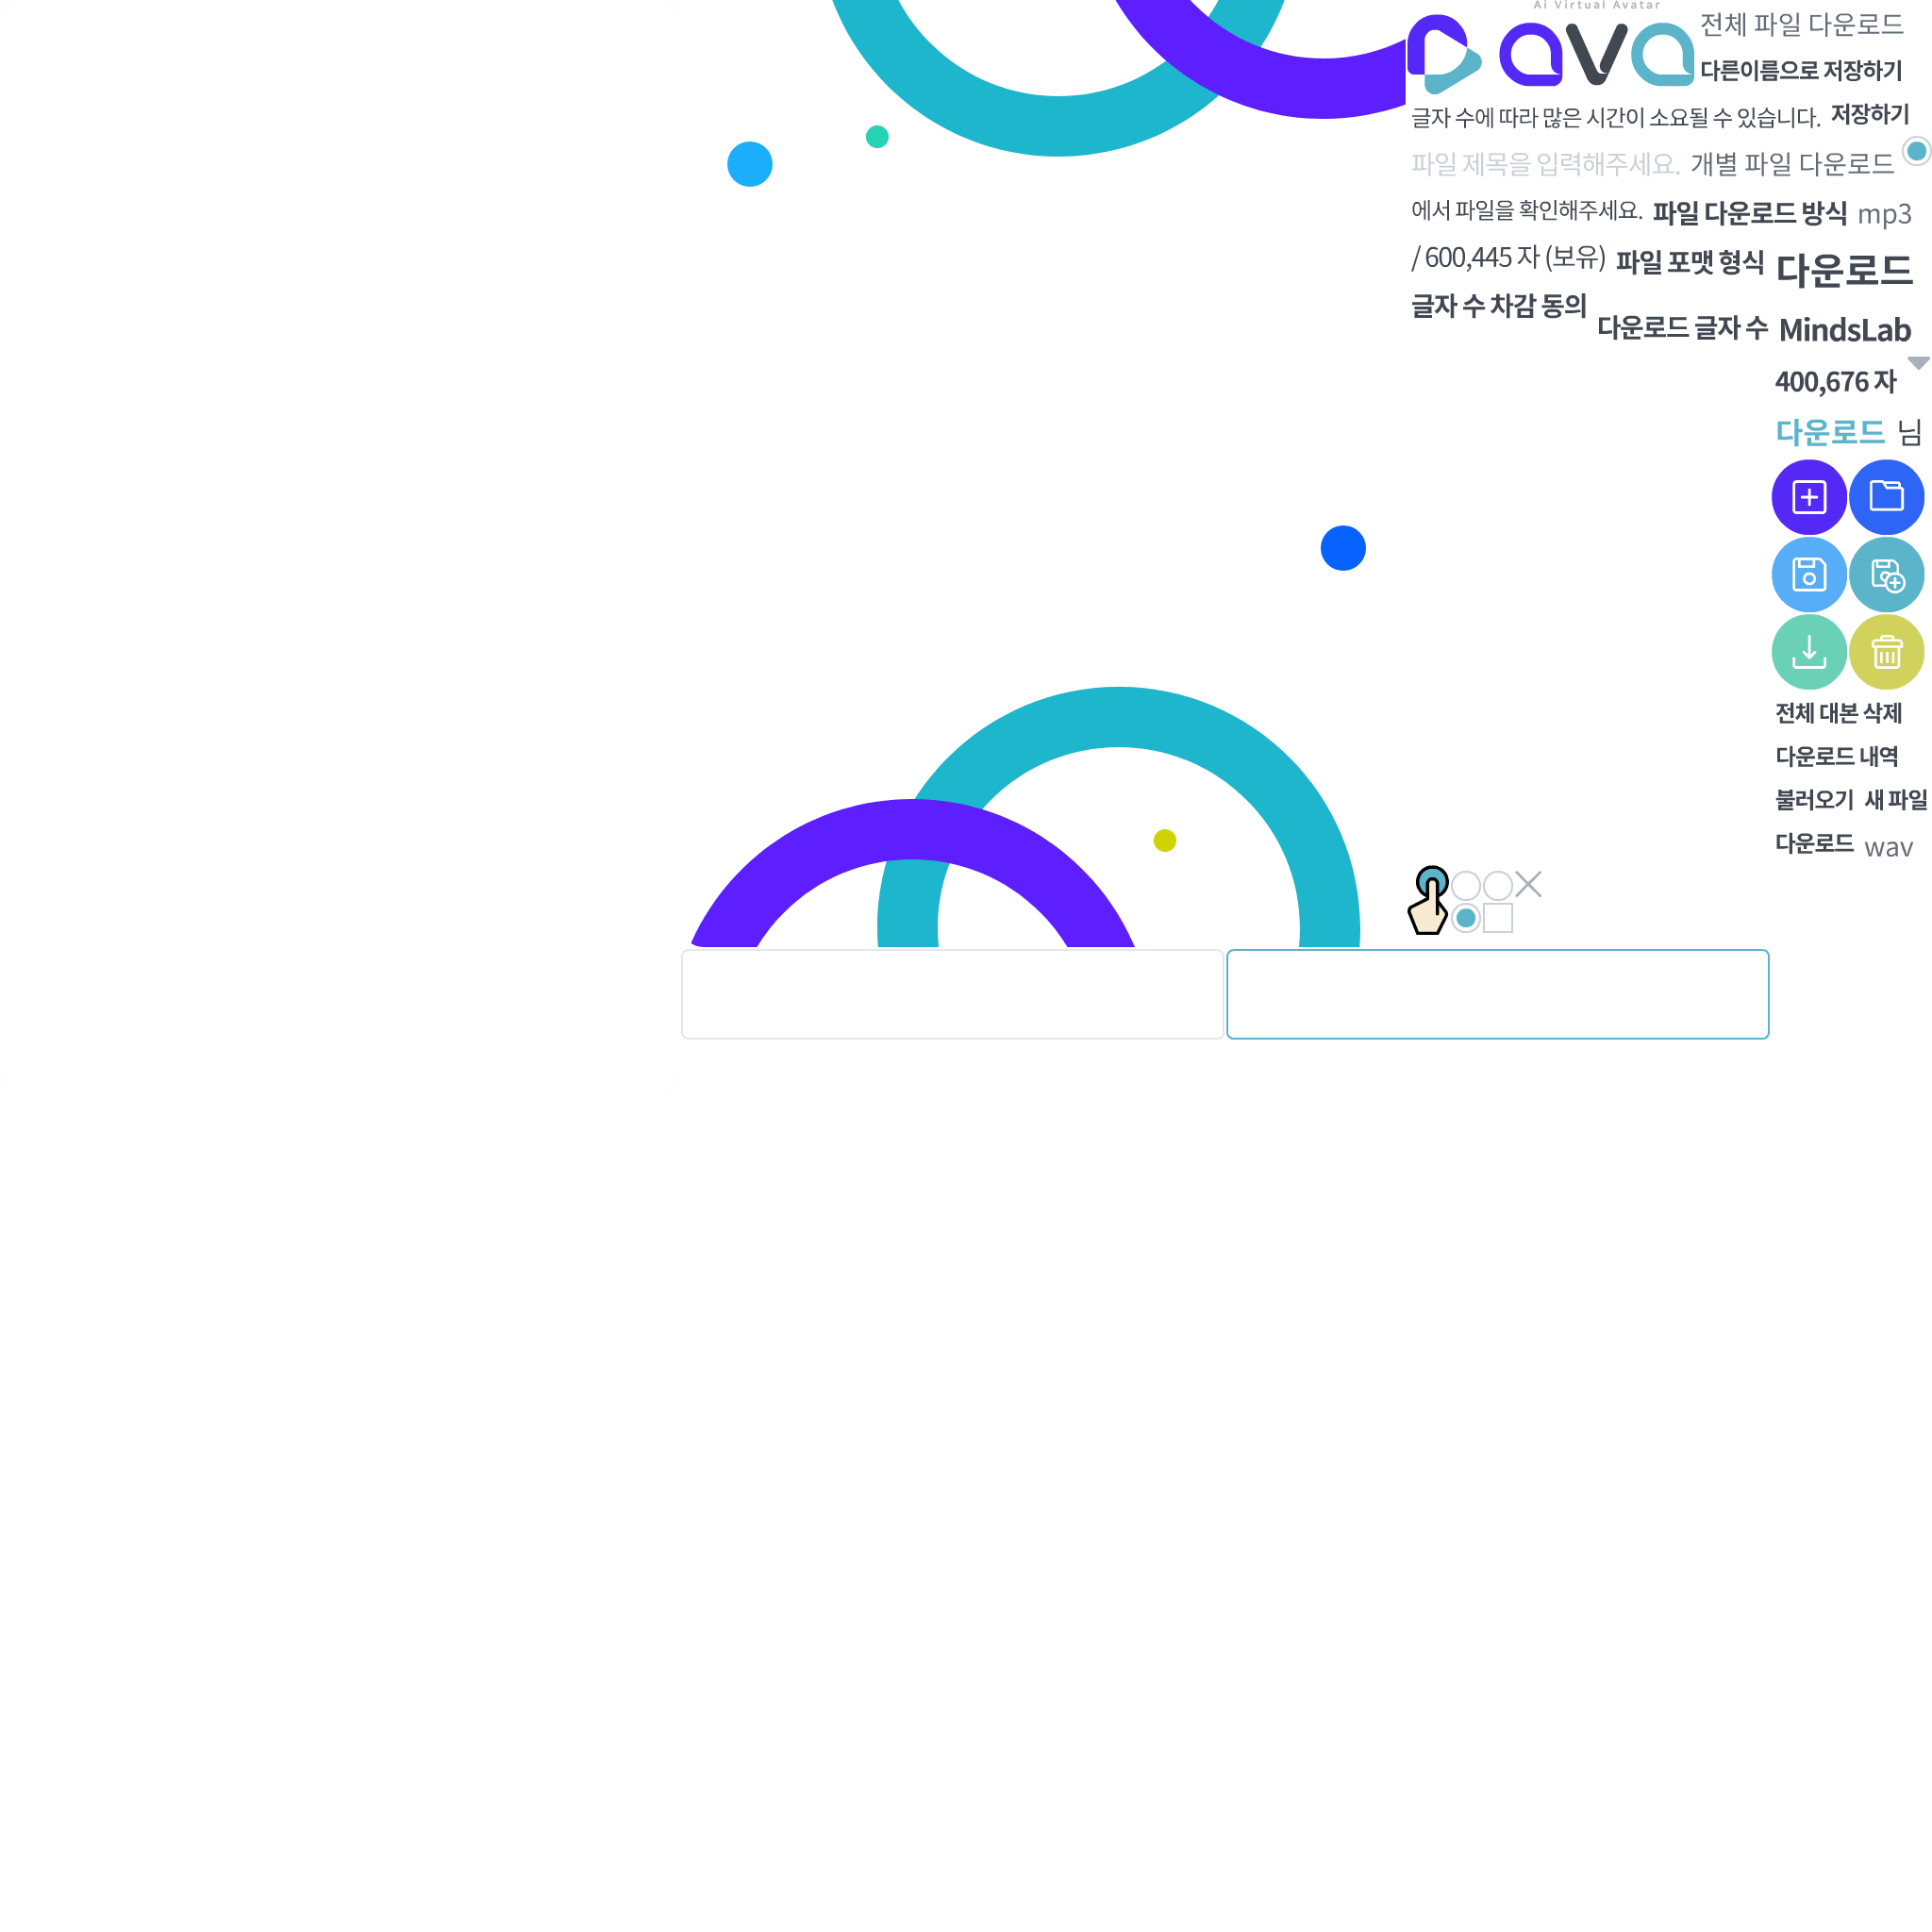 Ai Virtual Avatar
ava
전체 파일 다운로드
다른이름으로 저장하기
글자 수에 따라 많은 시간이 소요될 수 있습니다.
저장하기
파일 제목을 입력해주세요.
개별 파일 다운로드
에서 파일을 확인해주세요.
파일 다운로드 방식
mp3
/ 600,445 자 (보유)
파일 포맷 형식
다운로드
글자 수 차감 동의
다운로드 글자 수
MindsLab
400,676 자
다운로드
님
전체 대본 삭제
다운로드 내역
불러오기
새 파일
다운로드
wav